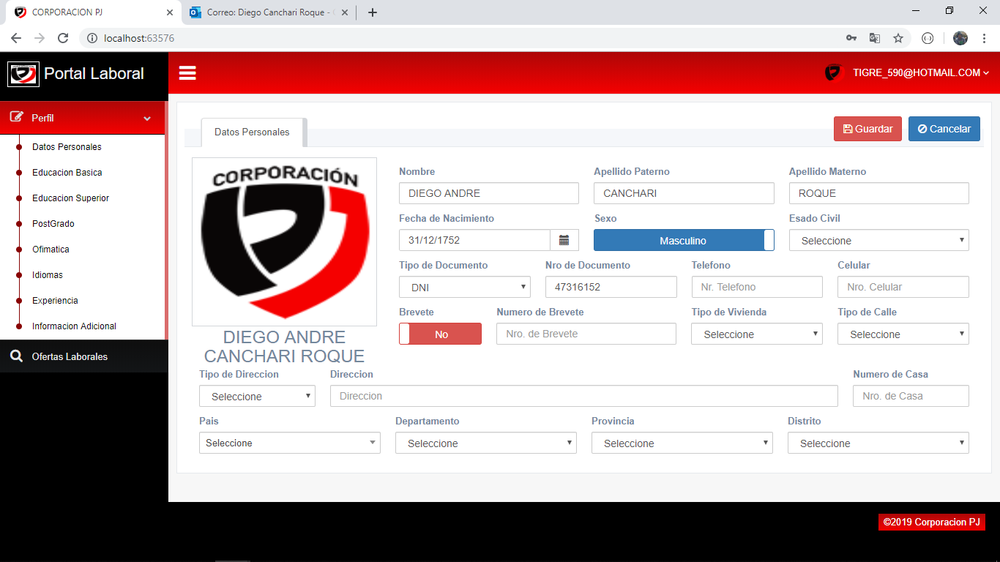 CORPORACION PJ
Correo: Diego Canchari Roque -
localhost:63576
Portal Laboral
TIGRE_590@HOTMAIL.COM
Perfil
Datos Personales
Educacion Basica
Educacion Superior
PostGrado
Ofimatica
Idiomas
Experiencia
Informacion Adicional
Ofertas Laborales
Datos Personales
Guardar
Cancelar
CORPORACIÓN
DIEGO ANDRE
CANCHARI ROQUE
Nombre Apellido Paterno Apellido Materno
DIEGO ANDRE CANCHARI ROQUE
Fecha de Nacimiento Sexo Esado Civil
31/12/1752 Masculino Seleccione
Tipo de Documento Nro de Documento Telefono Celular
DNI 47316152 Nr. Telefono Nro. Celular
Brevete Numero de Brevete Tipo de Vivienda Tipo de Calle
No Nro. de Brevete Seleccione Seleccione
Tipo de Direccion Direccion Numero de Casa
Seleccione Direccion Nro. de Casa
Pais Departamento Provincia Distrito
Seleccione Seleccione Seleccione Seleccione
©2019 Corporacion PJ